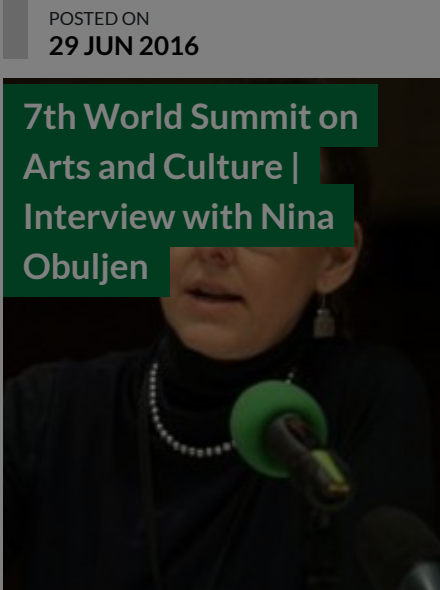 POSTED ON
29 JUN 2016
7th World Summit on
Arts and Culture |
Interview with Nina
Obuljen